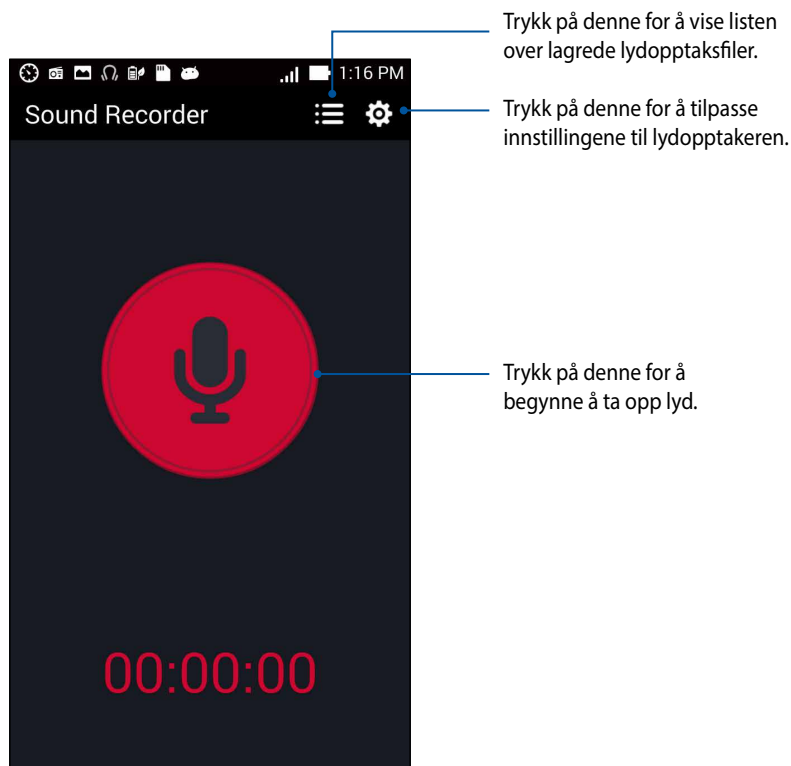 Trykk på denne for å vise listen
over lagrede lydopptaksfiler.
1:16 PM
Sound Recorder
Trykk på denne for å tilpasse
innstillingene til lydopptakeren.
Trykk på denne for å
begynne å ta opp lyd.
00:00:00